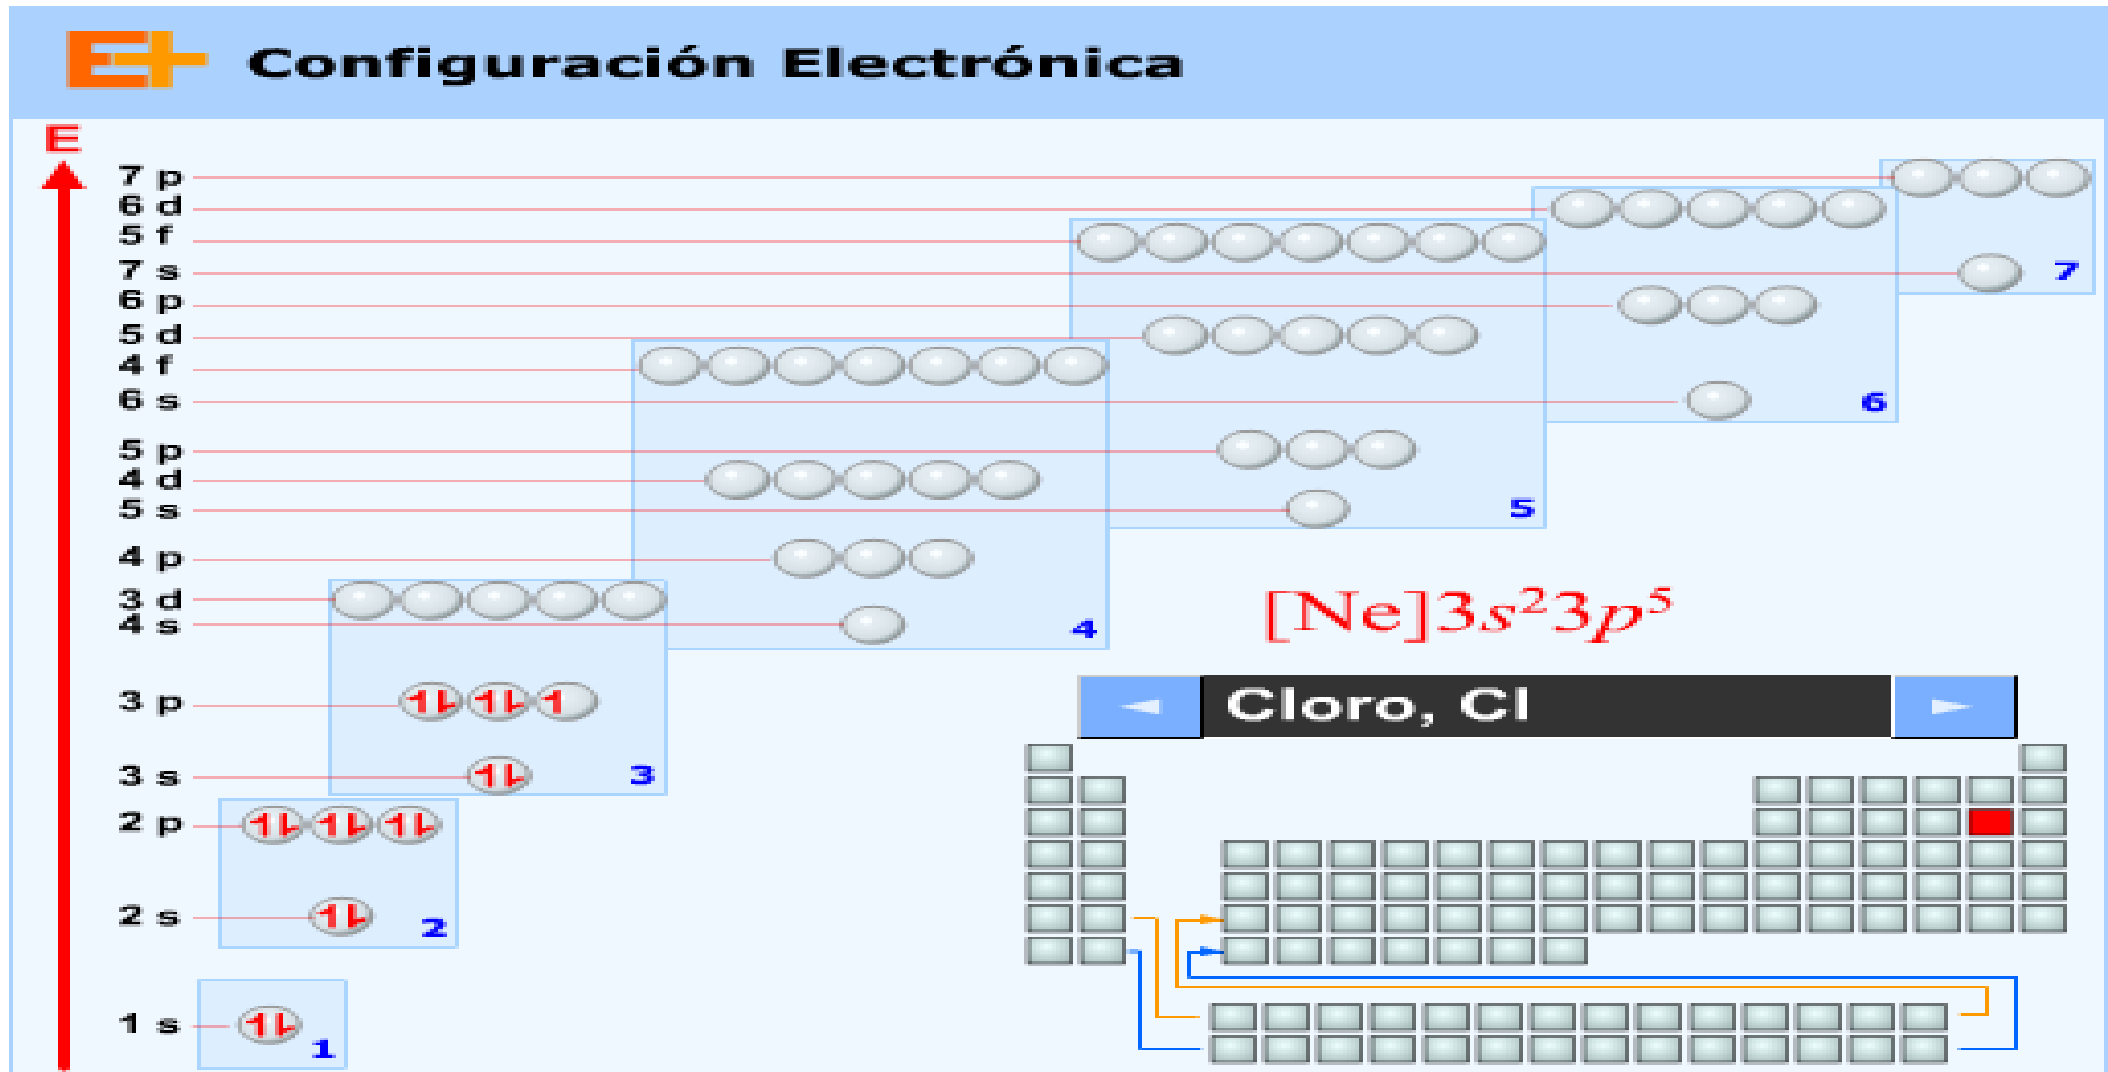 E+ Configuración Electrónica
E
7 p
6 d
5 f
7 s
7
6 p
5 d
4 f
6 s
6
5 p
4 d
5 s
5
4 p
3 d
[Ne]3s²3p⁵
4 s
4
3 p
Cloro, Cl
3 s
3
2 p
2 s
2
1 s
1